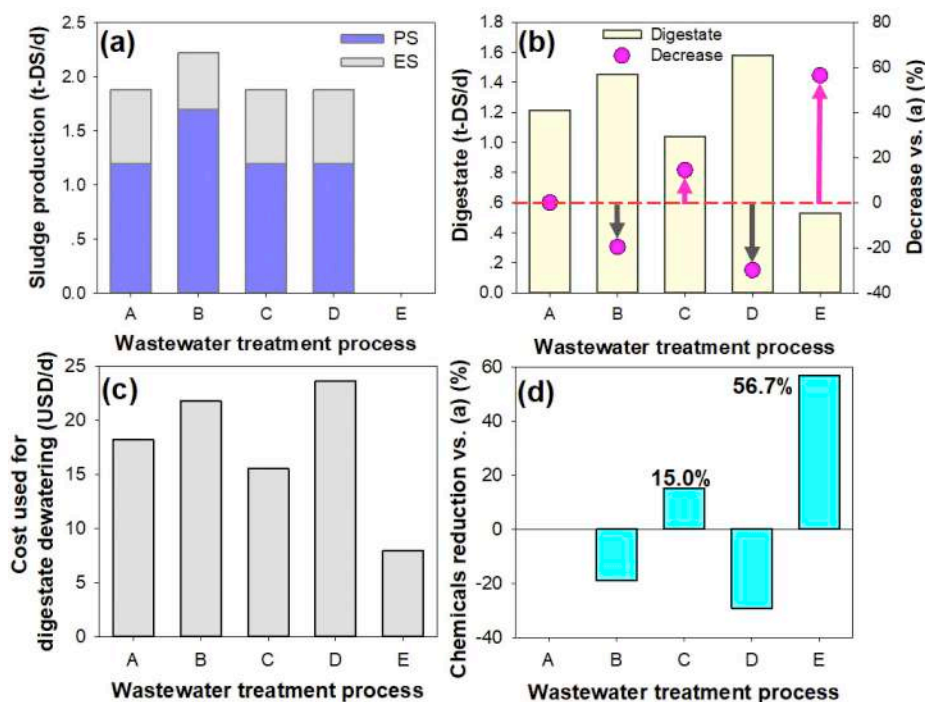 (a)
PS
ES
Sludge production (t-DS/d)
2.5
2.0
1.5
1.0
.5
0.0
A B C D E
Wastewater treatment process
(b)
Digestate
Decrease
Digestate (t-DS/d)
1.8
1.6
1.4
1.2
1.0
0.8
.6
.4
.2
0.0
80
60
40
20
0
-20
-40
Decrease vs. (a) (%)
A B C D E
Wastewater treatment process
(c)
Cost used for
digestate dewatering (USD/d)
25
20
15
10
5
0
A B C D E
Wastewater treatment process
(d)
Chemicals reduction vs. (a) (%)
60
40
20
0
-20
-40
15.0%
56.7%
A B C D E
Wastewater treatment process